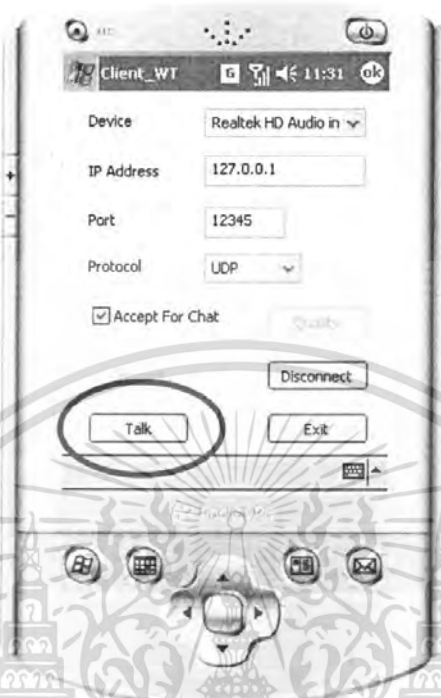 Client_WT G 11:31 ok
Device Realtek HD Audio in
IP Address 127.0.0.1
Port 12345
Protocol UDP
Accept For Chat Quality
Disconnect
Talk Exit